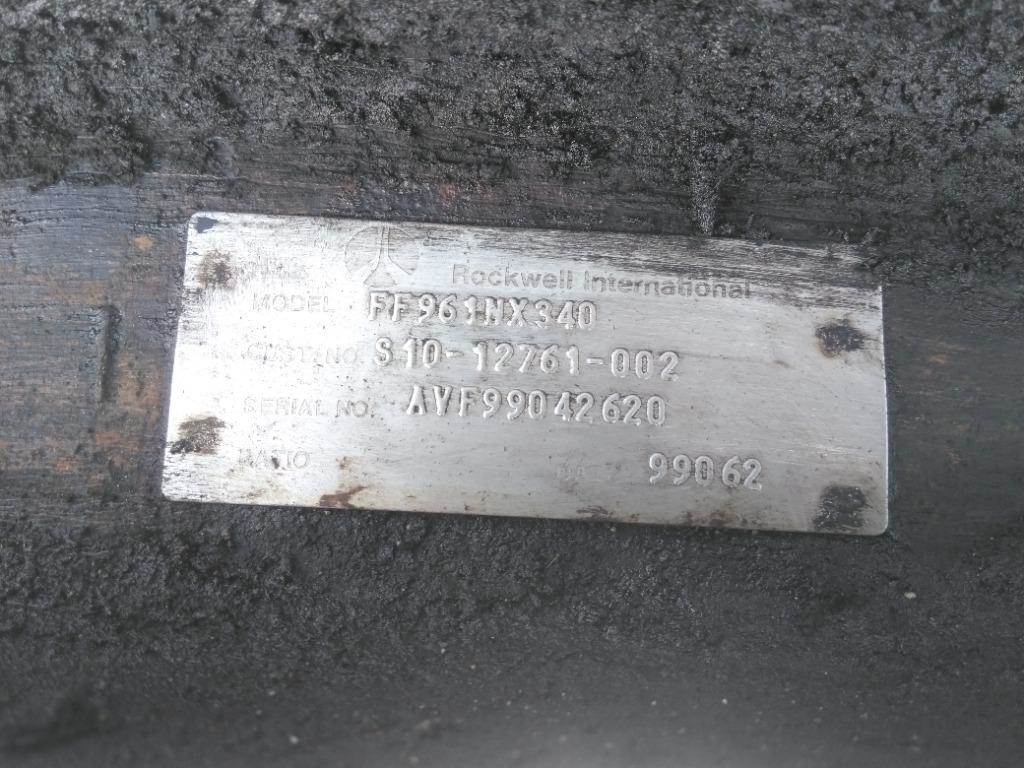 Rockwell International
MODEL FF961NX340
CUST. NO. S10-12761-002
SERIAL NO. AVF99042620
RATIO 99062